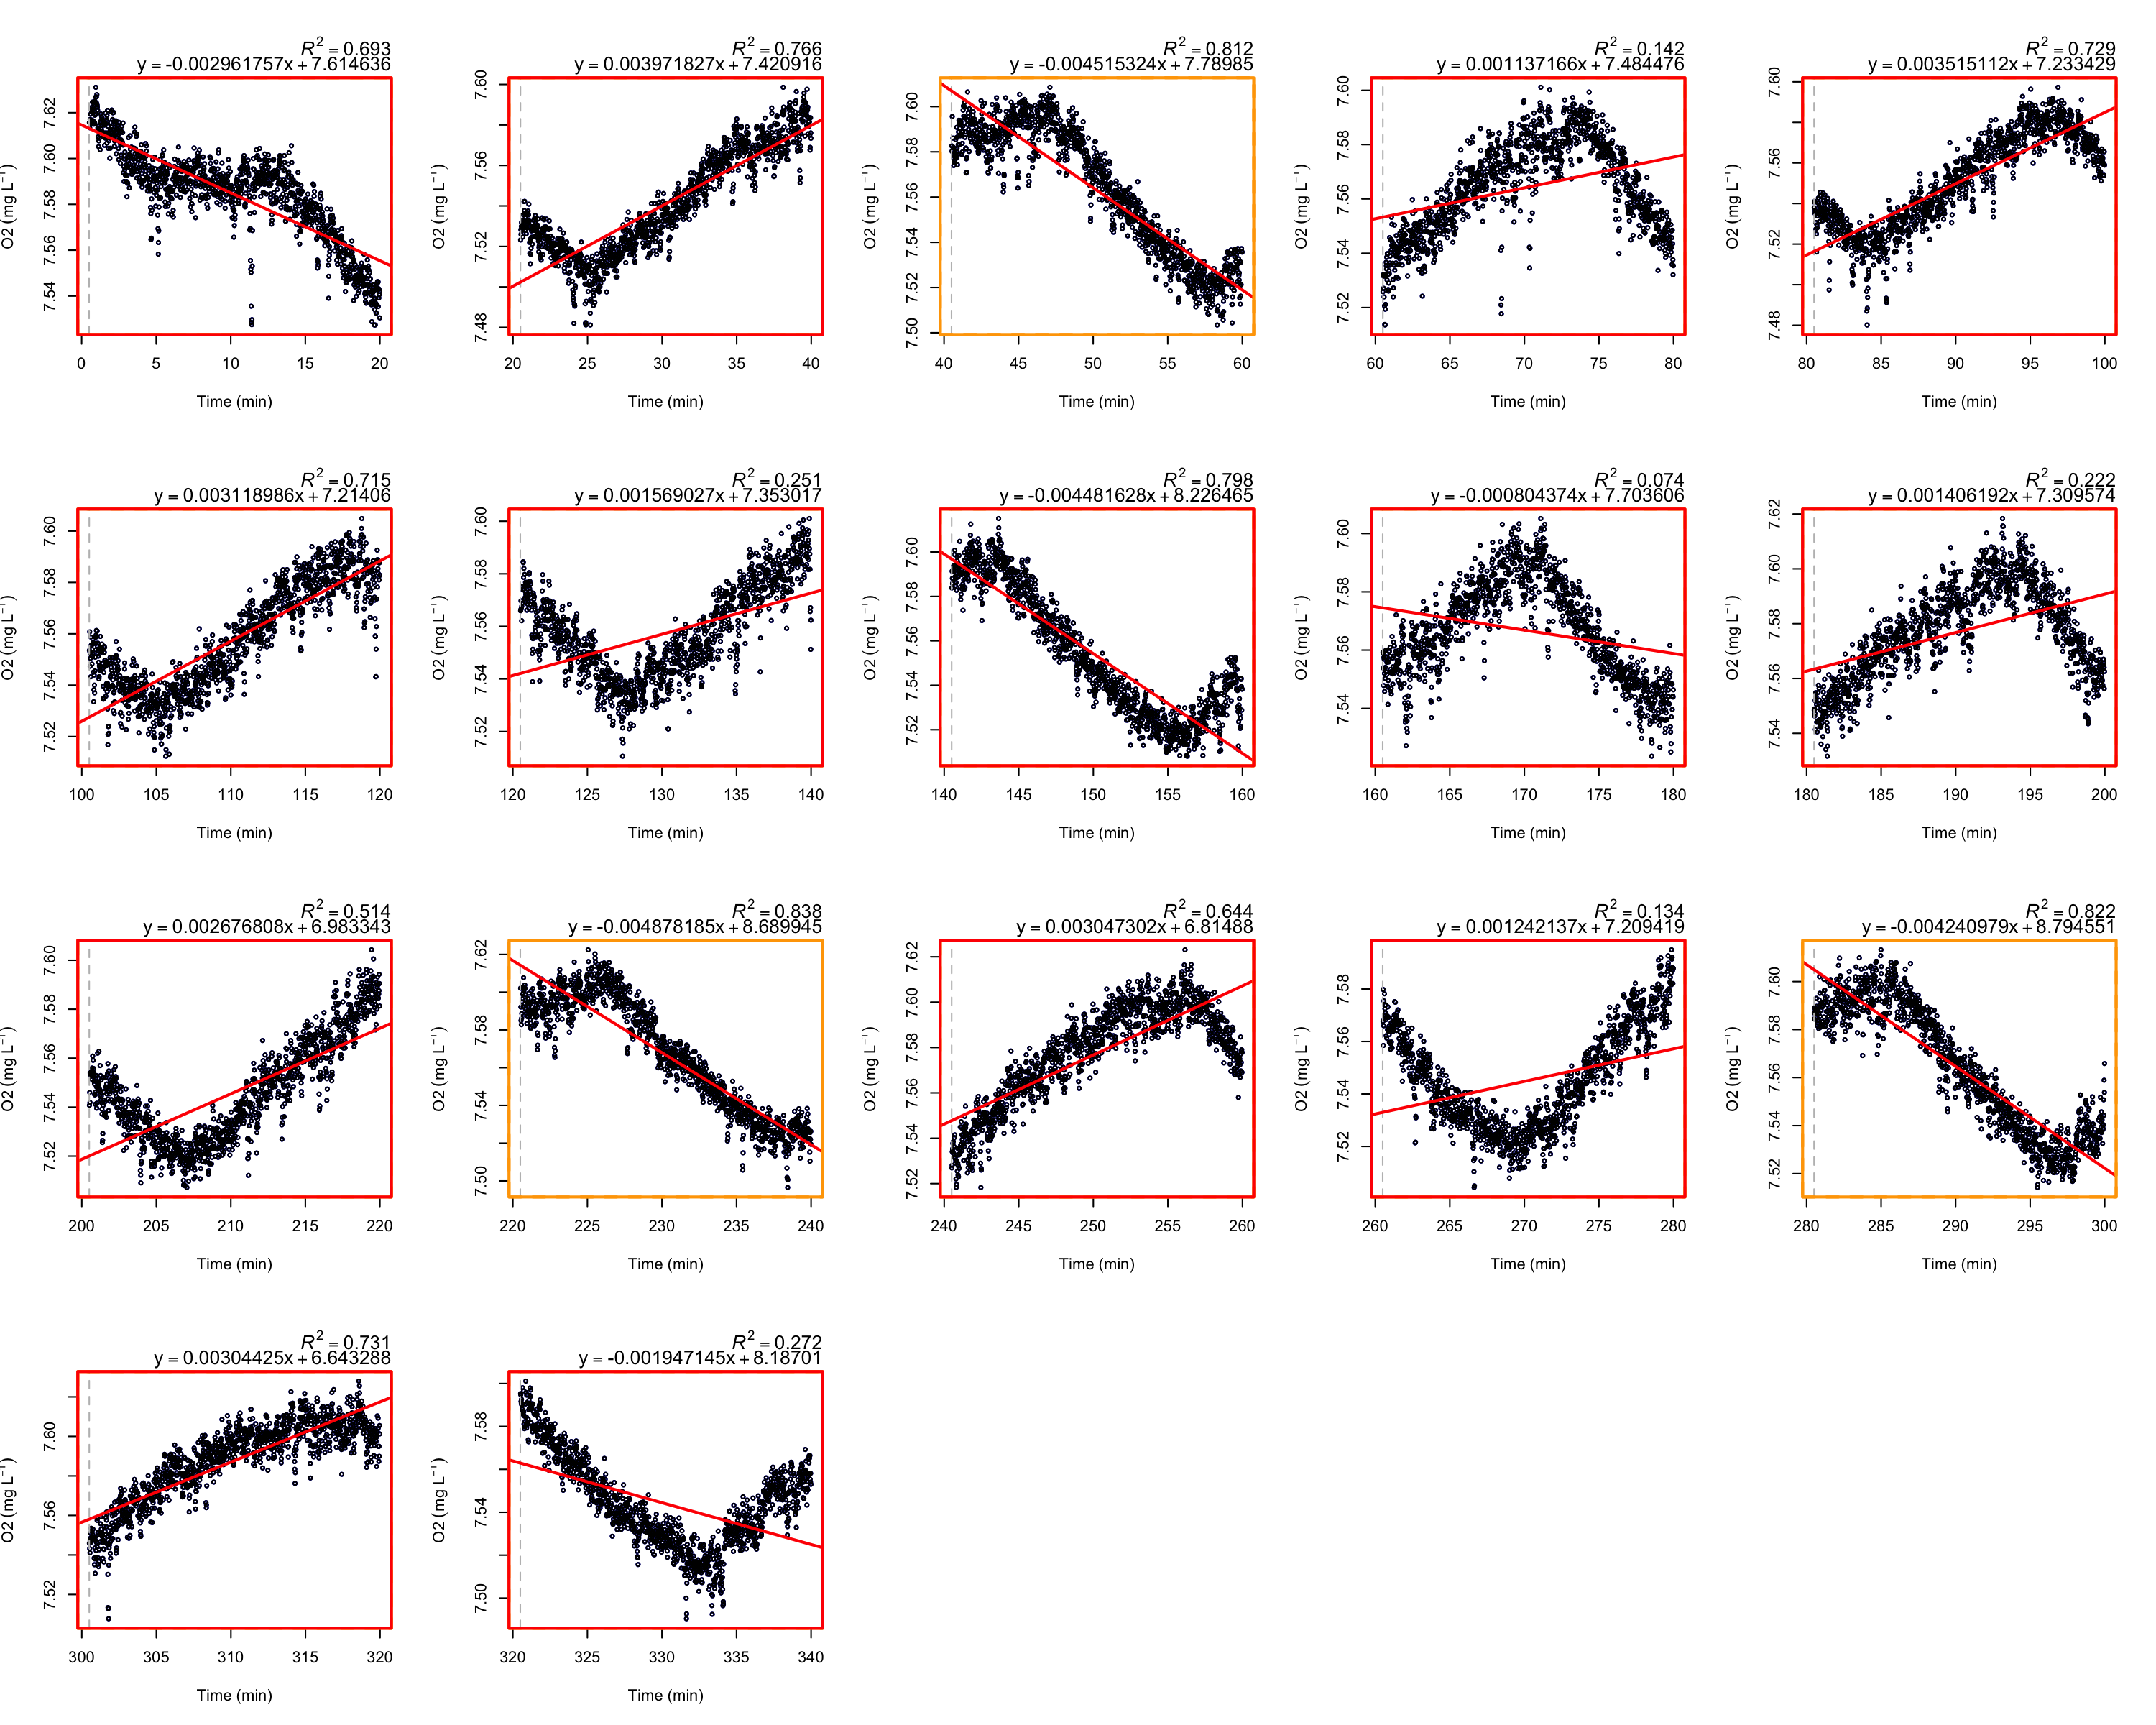 R² = 0.693
y = -0.002961757x + 7.614636
O2 (mg L⁻¹)
7.54 7.56 7.58 7.60 7.62
0 5 10 15 20
Time (min)
R² = 0.766
y = 0.003971827x + 7.420916
O2 (mg L⁻¹)
7.48 7.52 7.56 7.60
20 25 30 35 40
Time (min)
R² = 0.812
y = -0.004515324x + 7.78985
O2 (mg L⁻¹)
7.50 7.52 7.54 7.56 7.58 7.60
40 45 50 55 60
Time (min)
R² = 0.142
y = 0.001137166x + 7.484476
O2 (mg L⁻¹)
7.52 7.54 7.56 7.58 7.60
60 65 70 75 80
Time (min)
R² = 0.729
y = 0.003515112x + 7.233429
O2 (mg L⁻¹)
7.48 7.52 7.56 7.60
80 85 90 95 100
Time (min)
R² = 0.715
y = 0.003118986x + 7.21406
O2 (mg L⁻¹)
7.52 7.54 7.56 7.58 7.60
100 105 110 115 120
Time (min)
R² = 0.251
y = 0.001569027x + 7.353017
O2 (mg L⁻¹)
7.52 7.54 7.56 7.58 7.60
120 125 130 135 140
Time (min)
R² = 0.798
y = -0.004481628x + 8.226465
O2 (mg L⁻¹)
7.52 7.54 7.56 7.58 7.60
140 145 150 155 160
Time (min)
R² = 0.074
y = -0.000804374x + 7.703606
O2 (mg L⁻¹)
7.54 7.56 7.58 7.60
160 165 170 175 180
Time (min)
R² = 0.222
y = 0.001406192x + 7.309574
O2 (mg L⁻¹)
7.54 7.56 7.58 7.60 7.62
180 185 190 195 200
Time (min)
R² = 0.514
y = 0.002676808x + 6.983343
O2 (mg L⁻¹)
7.52 7.54 7.56 7.58 7.60
200 205 210 215 220
Time (min)
R² = 0.838
y = -0.004878185x + 8.689945
O2 (mg L⁻¹)
7.50 7.54 7.58 7.62
220 225 230 235 240
Time (min)
R² = 0.644
y = 0.003047302x + 6.81488
O2 (mg L⁻¹)
7.52 7.54 7.56 7.58 7.60 7.62
240 245 250 255 260
Time (min)
R² = 0.134
y = 0.001242137x + 7.209419
O2 (mg L⁻¹)
7.52 7.54 7.56 7.58
260 265 270 275 280
Time (min)
R² = 0.822
y = -0.004240979x + 8.794551
O2 (mg L⁻¹)
7.52 7.54 7.56 7.58 7.60
280 285 290 295 300
Time (min)
R² = 0.731
y = 0.00304425x + 6.643288
O2 (mg L⁻¹)
7.52 7.56 7.60
300 305 310 315 320
Time (min)
R² = 0.272
y = -0.001947145x + 8.18701
O2 (mg L⁻¹)
7.50 7.54 7.58
320 325 330 335 340
Time (min)